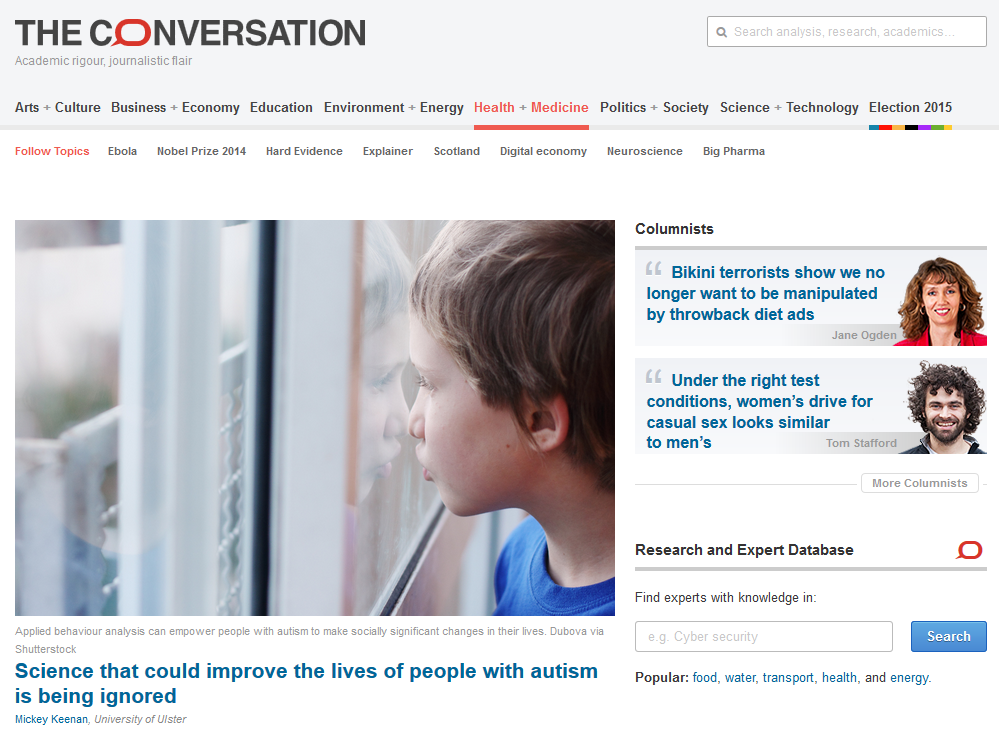 THE CONVERSATION
Academic rigour, journalistic flair
Search analysis, research, academics...
Arts + Culture Business + Economy Education Environment + Energy Health + Medicine Politics + Society Science + Technology Election 2015
Follow Topics Ebola Nobel Prize 2014 Hard Evidence Explainer Scotland Digital economy Neuroscience Big Pharma
Applied behaviour analysis can empower people with autism to make socially significant changes in their lives. Dubova via
Shutterstock
Science that could improve the lives of people with autism
is being ignored
Mickey Keenan, University of Ulster
Columnists
“ Bikini terrorists show we no
longer want to be manipulated
by throwback diet ads
Jane Ogden
“ Under the right test
conditions, women’s drive for
casual sex looks similar
to men’s
Tom Stafford
More Columnists
Research and Expert Database
Find experts with knowledge in:
e.g. Cyber security
Search
Popular: food, water, transport, health, and energy.